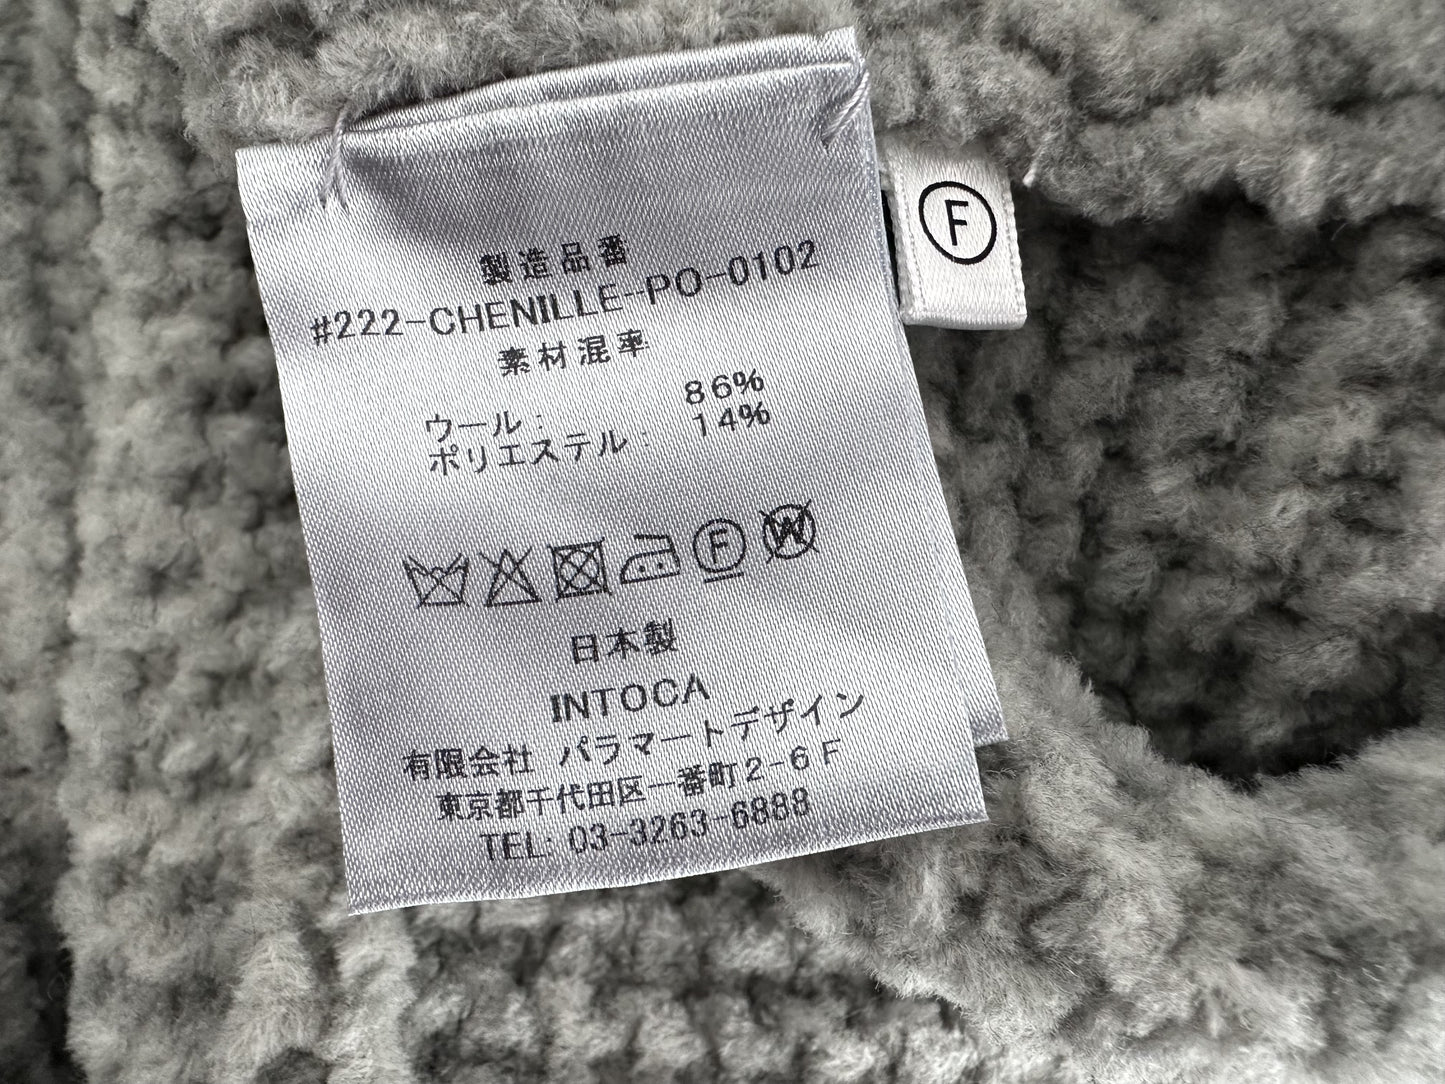 製造品番
#222-CHENILLE-PO-0102
素材混率
ウール: 86%
ポリエステル: 14%
F W
日本製
INTOCA
有限会社 パラマートデザイン
東京都千代田区一番町2-6F
TEL: 03-3263-6888
F